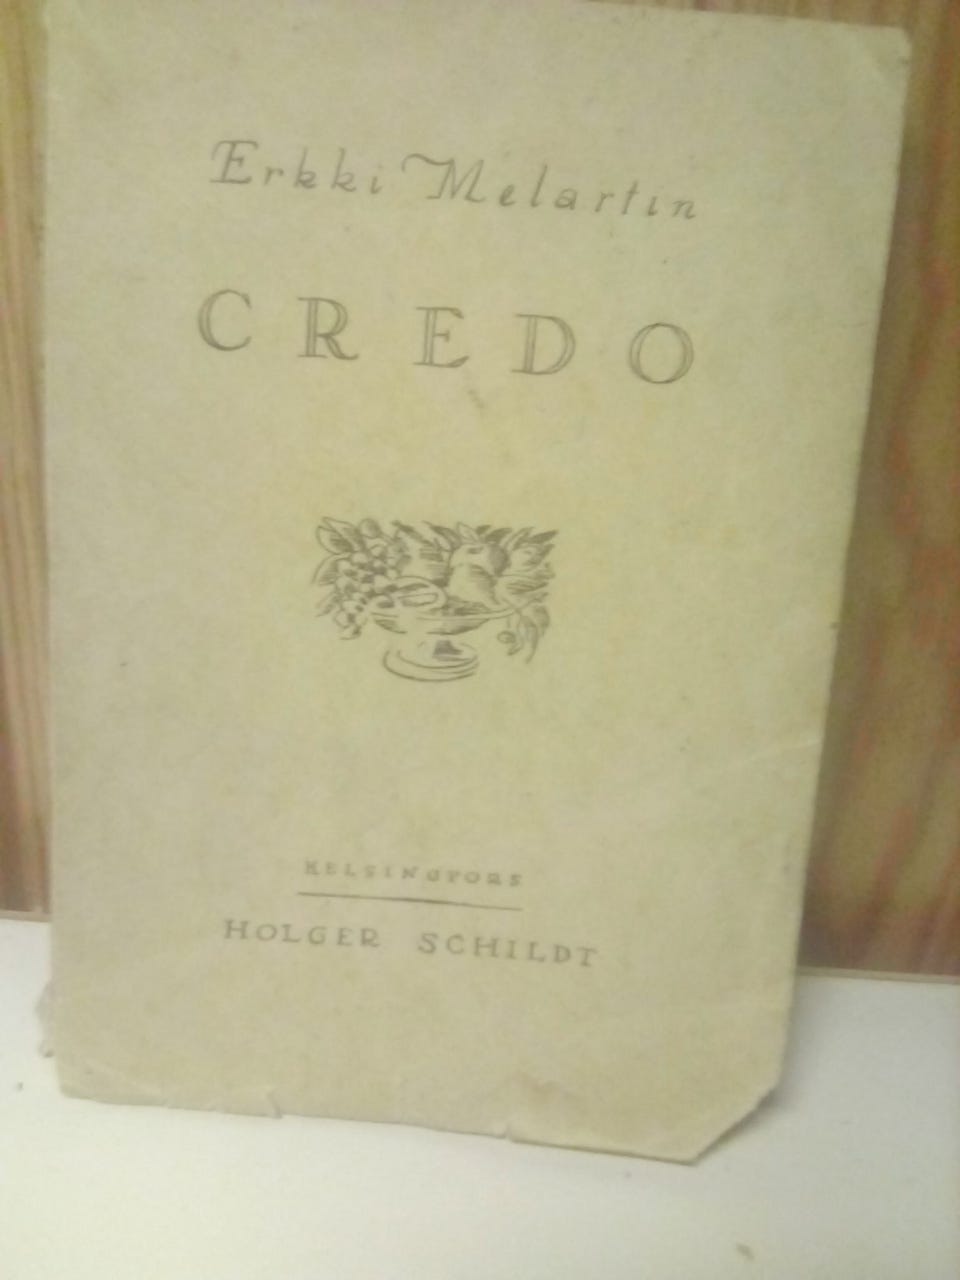 Erkki Melartin
CREDO
HELSINGFORS
HOLGER SCHILDT